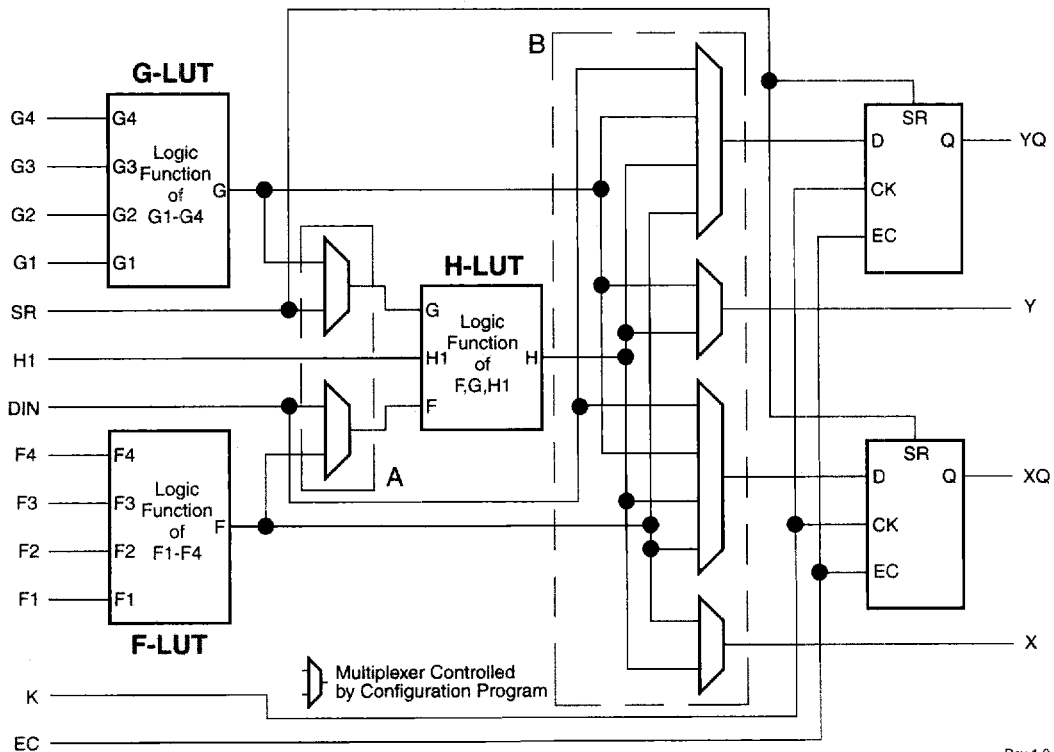 B
G-LUT
G4
G4
G3
G3
G2
G2
G1
G1
Logic
Function
of
G1-G4
G
SR
H1
DIN
H-LUT
G
H1
F
Logic
Function
of
F,G,H1
H
A
F4
F4
F3
F3
F2
F2
F1
F1
Logic
Function
of
F1-F4
F
F-LUT
SR
D
Q
CK
EC
YQ
Y
SR
D
Q
CK
EC
XQ
X
Multiplexer Controlled
by Configuration Program
K
EC